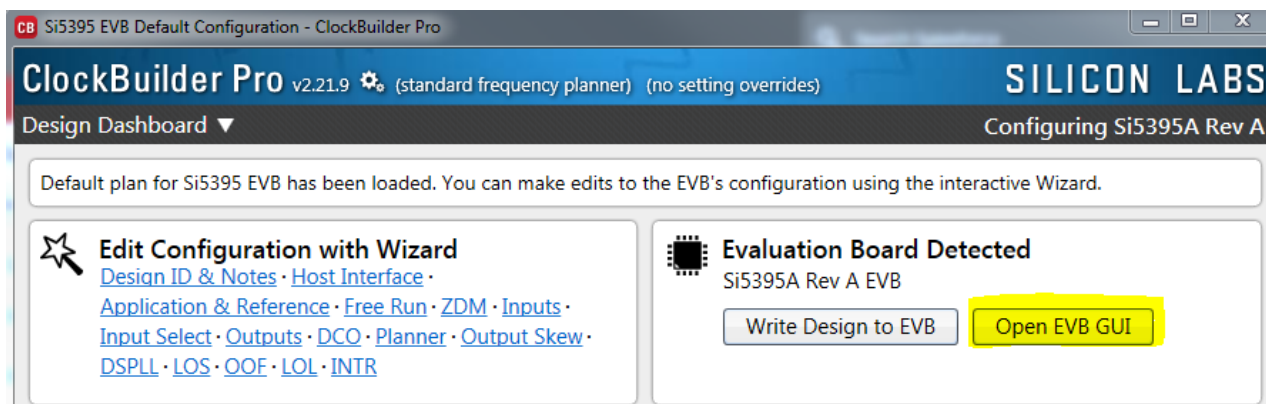 CB Si5395 EVB Default Configuration - ClockBuilder Pro
ClockBuilder Pro v2.21.9 (standard frequency planner) (no setting overrides) SILICON LABS
Design Dashboard ▼ Configuring Si5395A Rev A
Default plan for Si5395 EVB has been loaded. You can make edits to the EVB's configuration using the interactive Wizard.
Edit Configuration with Wizard
Design ID & Notes · Host Interface ·
Application & Reference · Free Run · ZDM · Inputs ·
Input Select · Outputs · DCO · Planner · Output Skew ·
DSPLL · LOS · OOF · LOL · INTR
Evaluation Board Detected
Si5395A Rev A EVB
Write Design to EVB Open EVB GUI